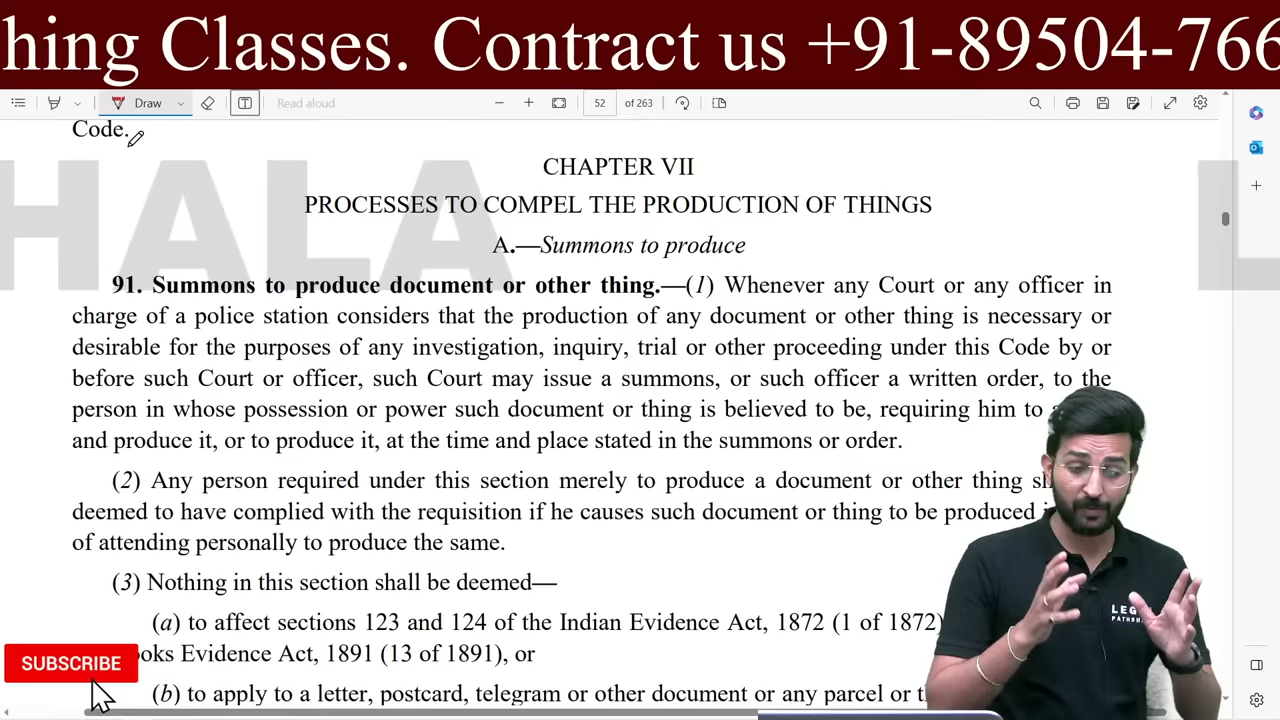 hing Classes. Contract us +91-89504-766
Draw
Read aloud
52
of 263
Code.
HALA
CHAPTER VII
PROCESSES TO COMPEL THE PRODUCTION OF THINGS
A.—Summons to produce
91. Summons to produce document or other thing.—(1) Whenever any Court or any officer in
charge of a police station considers that the production of any document or other thing is necessary or
desirable for the purposes of any investigation, inquiry, trial or other proceeding under this Code by or
before such Court or officer, such Court may issue a summons, or such officer a written order, to the
person in whose possession or power such document or thing is believed to be, requiring him to
and produce it, or to produce it, at the time and place stated in the summons or order.
(2) Any person required under this section merely to produce a document or other thing
deemed to have complied with the requisition if he causes such document or thing to be produced
of attending personally to produce the same.
(3) Nothing in this section shall be deemed—
(a) to affect sections 123 and 124 of the Indian Evidence Act, 1872 (1 of 1872)
ooks Evidence Act, 1891 (13 of 1891), or
(b) to apply to a letter, postcard, telegram or other document or any parcel or
SUBSCRIBE
LEG
PATHSH